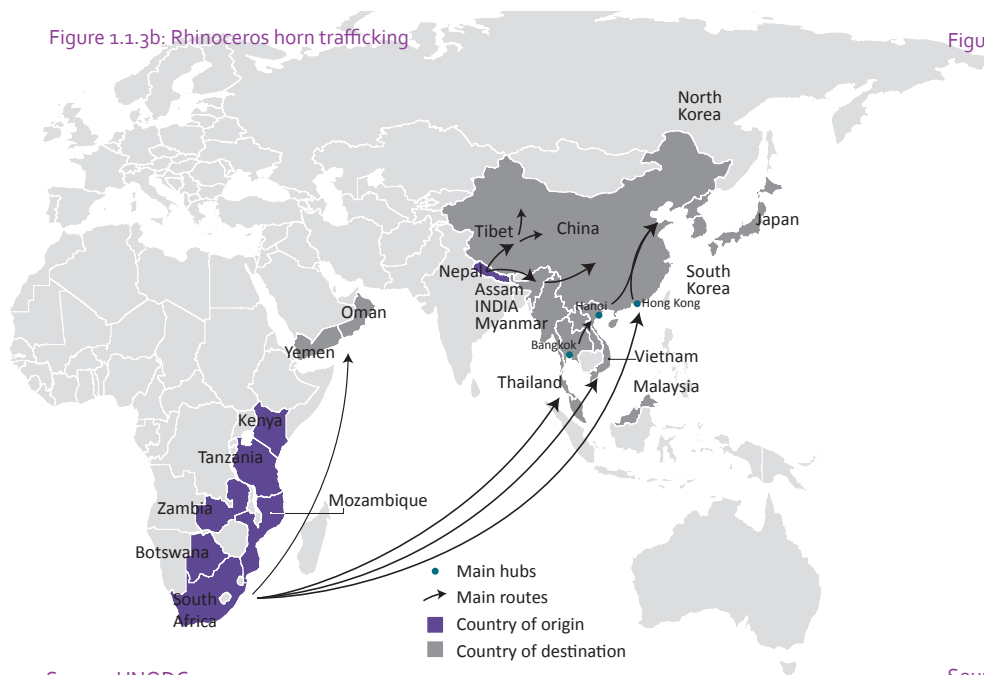 Figure 1.1.3b: Rhinoceros horn trafficking
Figu
North
Korea
Tibet
China
Japan
Nepal
Assam
INDIA
Myanmar
South
Korea
Hanoi
Hong Kong
Oman
Yemen
Bangkok
Vietnam
Thailand
Malaysia
Kenya
Tanzania
Mozambique
Zambia
Botswana
South
Africa
Main hubs
Main routes
Country of origin
Country of destination